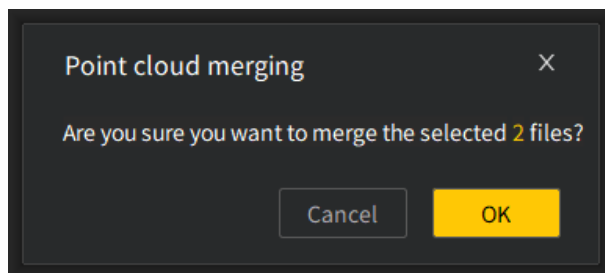 Point cloud merging
Are you sure you want to merge the selected 2 files?
Cancel
OK